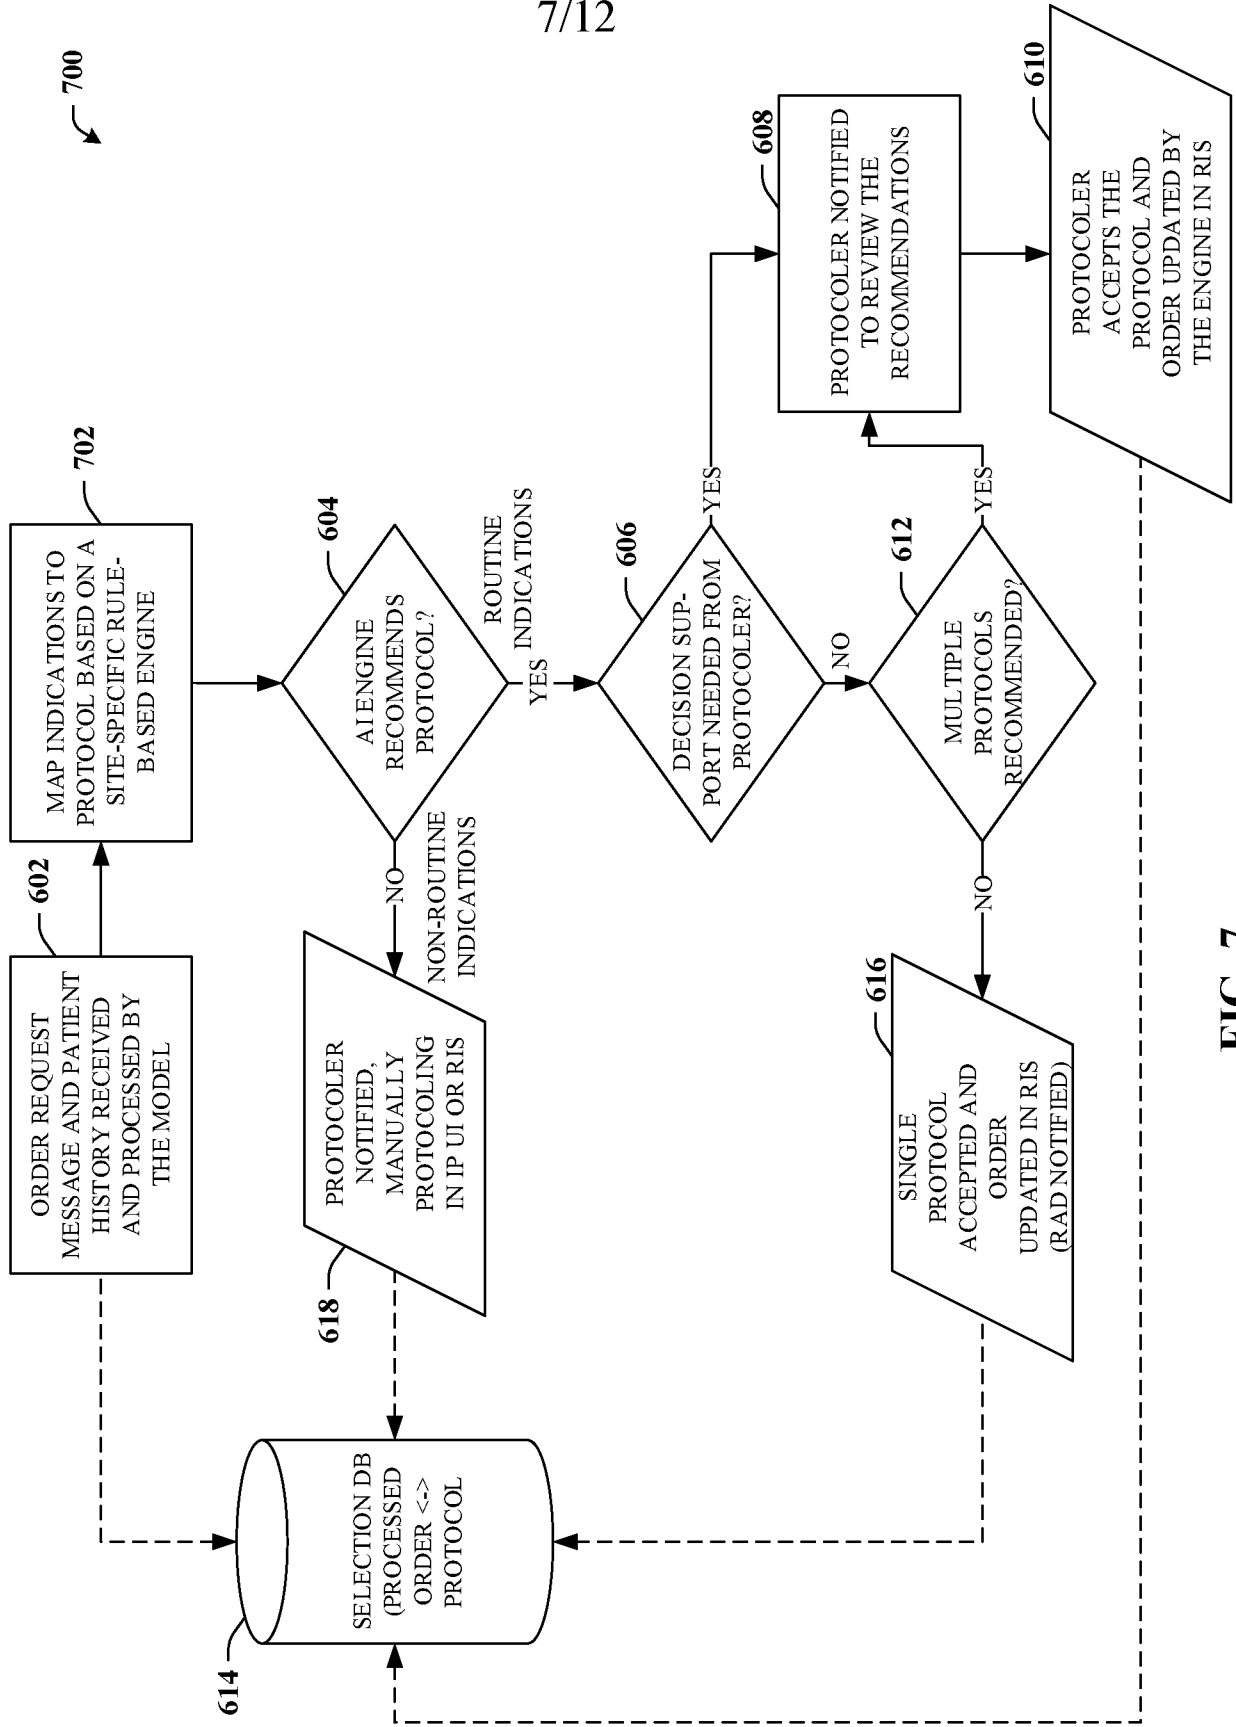 7/12
700
602
ORDER REQUEST
MESSAGE AND PATIENT
HISTORY RECEIVED
AND PROCESSED BY
THE MODEL
702
MAP INDICATIONS TO
PROTOCOL BASED ON A
SITE-SPECIFIC RULE-
BASED ENGINE
604
AI ENGINE
RECOMMENDS
PROTOCOL?
NO
NON-ROUTINE
INDICATIONS
YES
ROUTINE
INDICATIONS
618
PROTOCOLER
NOTIFIED,
MANUALLY
PROTOCOLING
IN IP UI OR RIS
614
SELECTION DB
(PROCESSED
ORDER <->
PROTOCOL
606
DECISION SUP-
PORT NEEDED FROM
PROTOCOLER?
YES
NO
608
PROTOCOLER NOTIFIED
TO REVIEW THE
RECOMMENDATIONS
612
MULTIPLE
PROTOCOLS
RECOMMENDED?
YES
NO
616
SINGLE
PROTOCOL
ACCEPTED AND
ORDER
UPDATED IN RIS
(RAD NOTIFIED)
610
PROTOCOLER
ACCEPTS THE
PROTOCOL AND
ORDER UPDATED BY
THE ENGINE IN RIS
FIG. 7